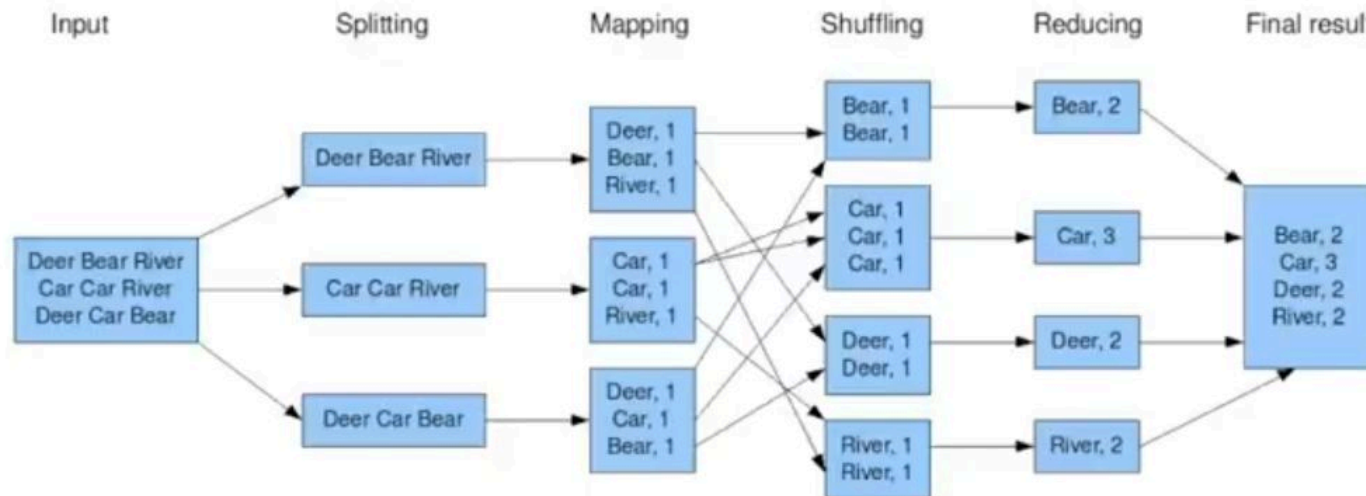 Input
Splitting
Mapping
Shuffling
Reducing
Final resul
Deer Bear River
Car Car River
Deer Car Bear
Deer Bear River
Car Car River
Deer Car Bear
Deer, 1
Bear, 1
River, 1
Car, 1
Car, 1
River, 1
Deer, 1
Car, 1
Bear, 1
Bear, 1
Bear, 1
Car, 1
Car, 1
Car, 1
Deer, 1
Deer, 1
River, 1
River, 1
Bear, 2
Car, 3
Deer, 2
River, 2
Bear, 2
Car, 3
Deer, 2
River, 2